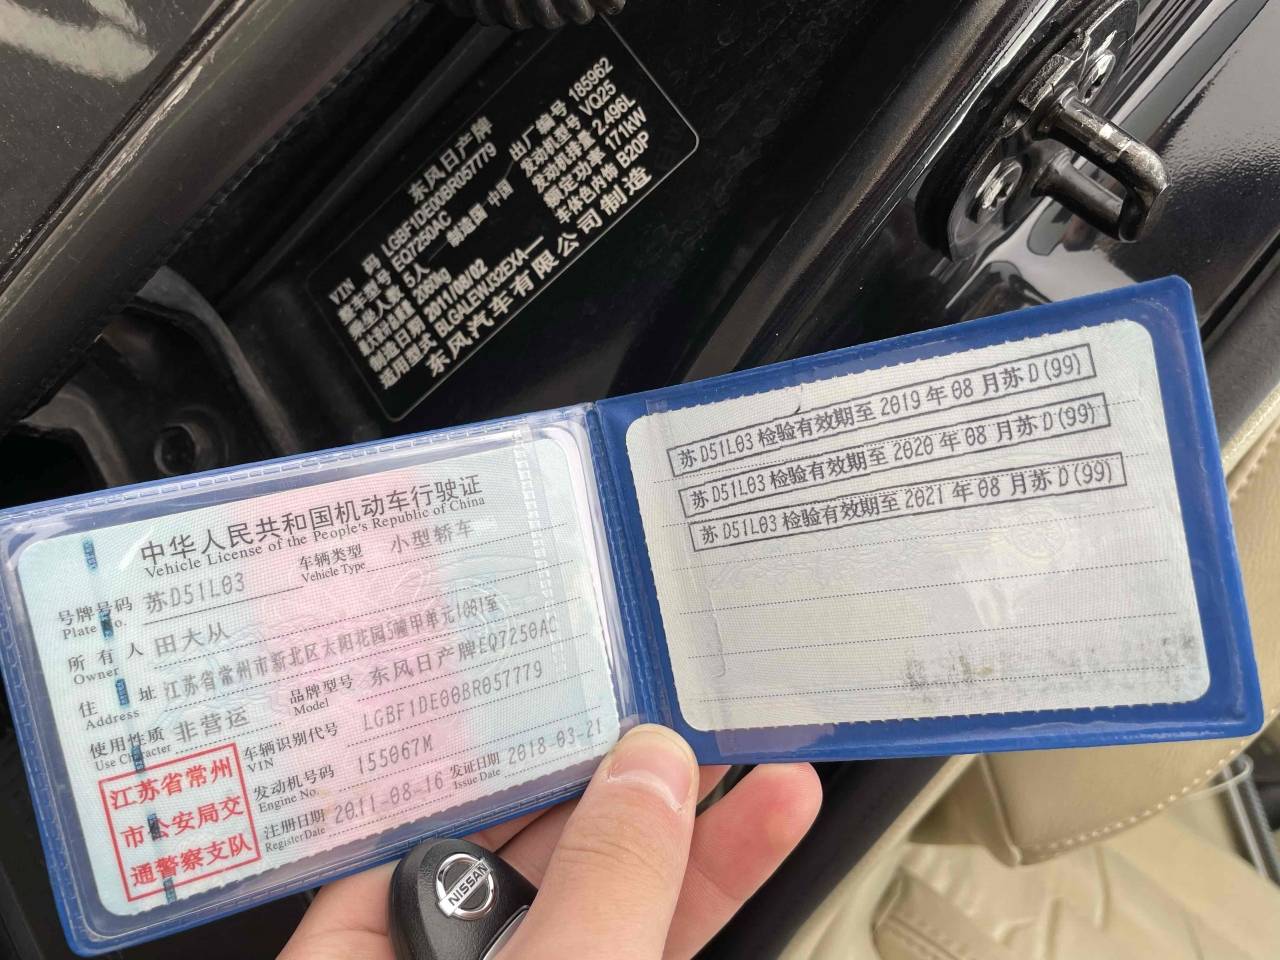 东风日产牌
VIN 码 LGBF1DE00BR057779 出厂编号 185962
整车型号 EQ7250AC 发动机型号 VQ25
乘坐人数 5人 制造国 中国 发动机排量 2.496L
额定功率 171kW
制造日期 2011/08/02 车体色内饰 B20P
适用型式 BLGALEWJ32EXA—
东风汽车有限公司制造
中华人民共和国机动车行驶证
Vehicle License of the People's Republic of China
号牌号码 苏D51L03 车辆类型 小型轿车
Plate No. Vehicle Type
所有人 田大从
Owner
住址 江苏省常州市新北区太阳花园5幢甲单元1001室
Address
使用性质 非营运 品牌型号 东风日产牌EQ7250AC
Use Character Model
车辆识别代号 LGBF1DE00BR057779
VIN
发动机号码 155067M
Engine No.
注册日期 2011-08-16 发证日期 2018-03-21
Register Date Issue Date
江苏省常州
市公安局交
通警察支队
苏D51L03 检验有效期至 2019 年 08 月苏 D(99)
苏D51L03 检验有效期至 2020 年 08 月苏 D(99)
苏D51L03 检验有效期至 2021 年 08 月苏 D(99)
NISSAN